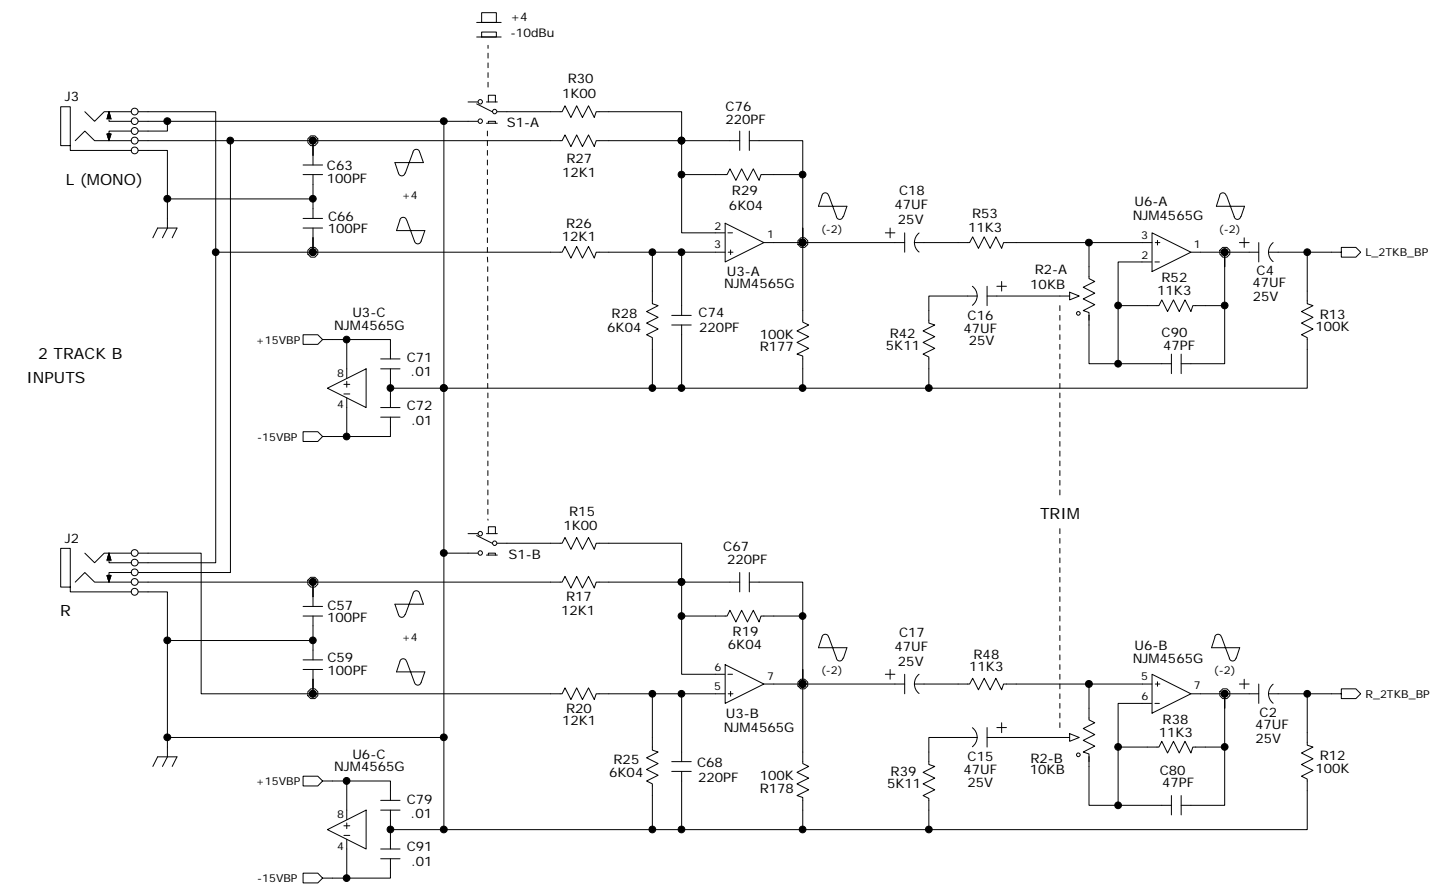 +4
-10dBu
J3
L (MONO)
R30
1K00
S1-A
R27
12K1
C76
220PF
R29
6K04
C63
100PF
+4
C66
100PF
R26
12K1
2
3
1
U3-A
NJM4565G
(-2)
C18
47UF
25V
R53
11K3
U6-A
NJM4565G
3
2
1
(-2)
L_2TKB_BP
R2-A
10KB
R52
11K3
C4
47UF
25V
R28
6K04
C74
220PF
100K
R177
R42
5K11
C16
47UF
25V
C90
47PF
R13
100K
U3-C
NJM4565G
+15VBP
8
4
C71
.01
C72
.01
-15VBP
2 TRACK B
INPUTS
TRIM
J2
R
R15
1K00
S1-B
R17
12K1
C67
220PF
R19
6K04
C57
100PF
+4
C59
100PF
R20
12K1
6
5
7
U3-B
NJM4565G
(-2)
C17
47UF
25V
R48
11K3
U6-B
NJM4565G
5
6
7
(-2)
R_2TKB_BP
R2-B
10KB
R38
11K3
C2
47UF
25V
R25
6K04
C68
220PF
100K
R178
R39
5K11
C15
47UF
25V
C80
47PF
R12
100K
U6-C
NJM4565G
+15VBP
8
4
C79
.01
C91
.01
-15VBP